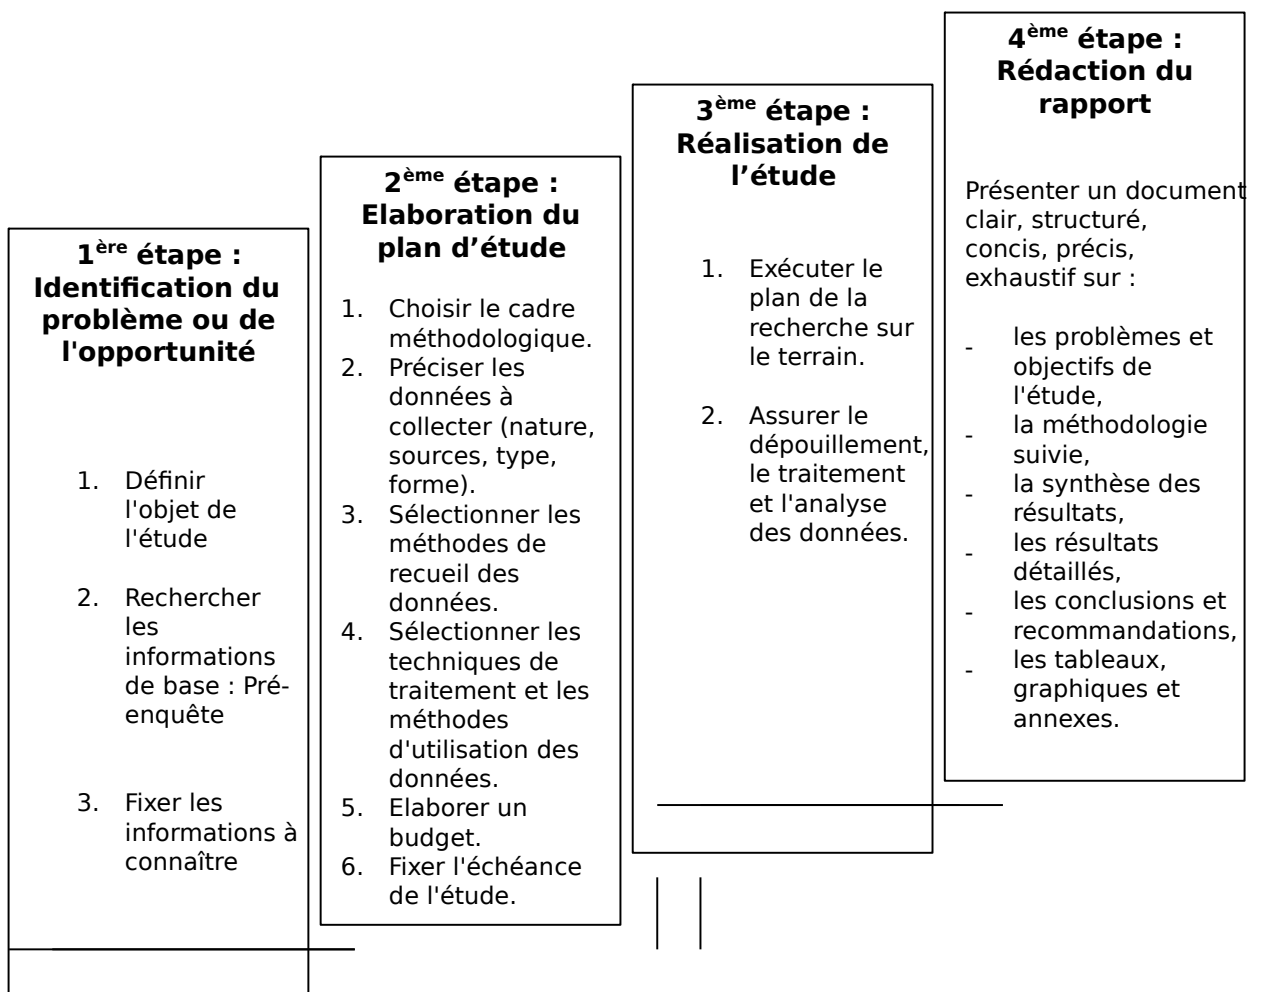 1ère étape :
Identification du
problème ou de
l'opportunité
1. Définir
l'objet de
l'étude
2. Rechercher
les
informations
de base : Pré-
enquête
3. Fixer les
informations à
connaître
2ème étape :
Elaboration du
plan d’étude
1. Choisir le cadre
méthodologique.
2. Préciser les
données à
collecter (nature,
sources, type,
forme).
3. Sélectionner les
méthodes de
recueil des
données.
4. Sélectionner les
techniques de
traitement et les
méthodes
d'utilisation des
données.
5. Elaborer un
budget.
6. Fixer l'échéance
de l'étude.
3ème étape :
Réalisation de
l’étude
1. Exécuter le
plan de la
recherche sur
le terrain.
2. Assurer le
dépouillement,
le traitement
et l'analyse
des données.
4ème étape :
Rédaction du
rapport
Présenter un document
clair, structuré,
concis, précis,
exhaustif sur :
- les problèmes et
objectifs de
l'étude,
- la méthodologie
suivie,
- la synthèse des
résultats,
- les résultats
détaillés,
- les conclusions et
recommandations,
- les tableaux,
graphiques et
annexes.